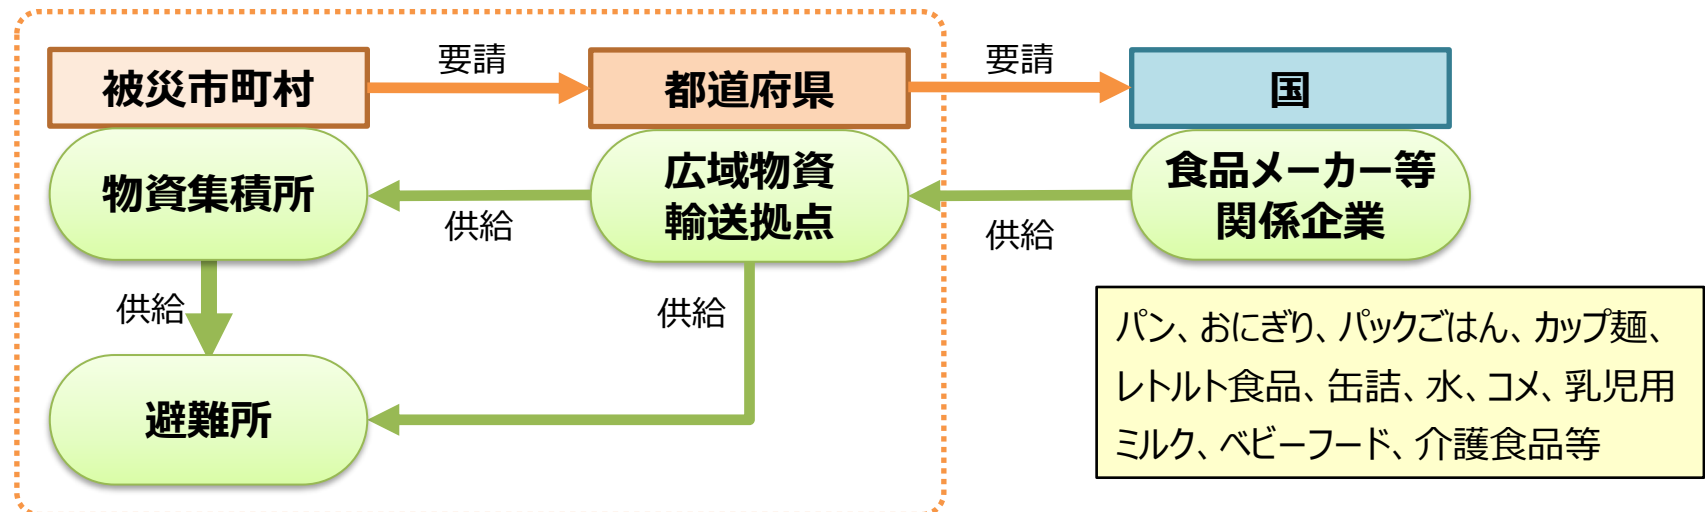 要請
要請
被災市町村
都道府県
国
物資集積所
広域物資
輸送拠点
食品メーカー等
関係企業
供給
供給
供給
供給
避難所
パン、おにぎり、パックごはん、カップ麺、
レトルト食品、缶詰、水、コメ、乳児用
ミルク、ベビーフード、介護食品等